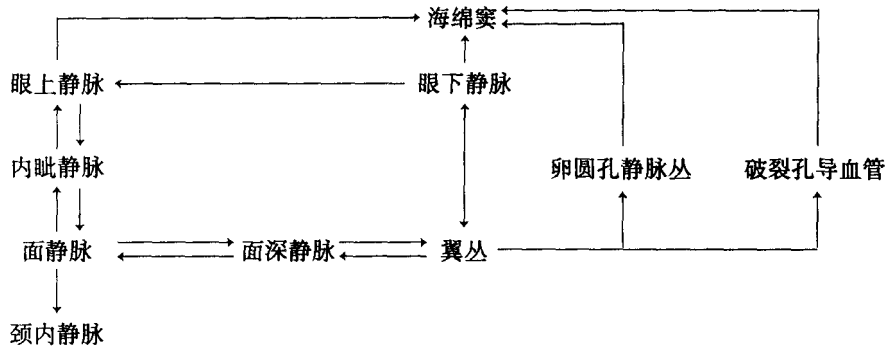 海绵窦
眼上静脉 眼下静脉
内眦静脉 卵圆孔静脉丛 破裂孔导血管
面静脉 面深静脉 翼丛
颈内静脉